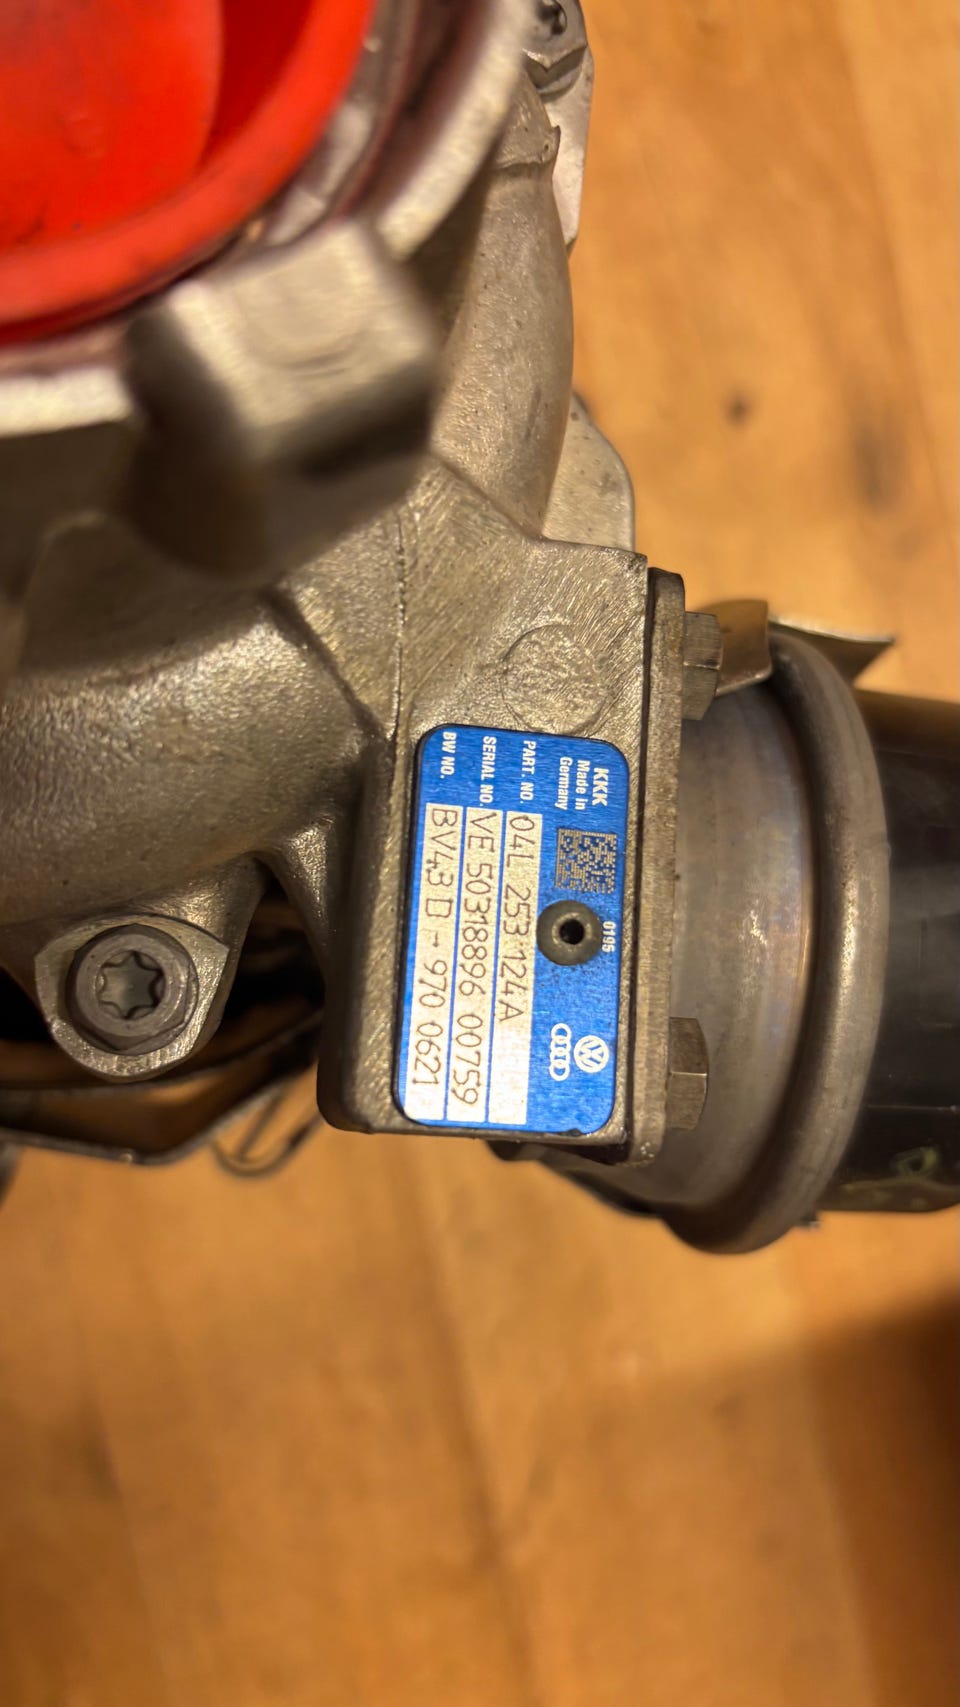 KKK
Made in
Germany
0195
PART. NO. 04L 253 124A
SERIAL NO. VE 50318896 00759
BW NO. BV43 D - 970 0621